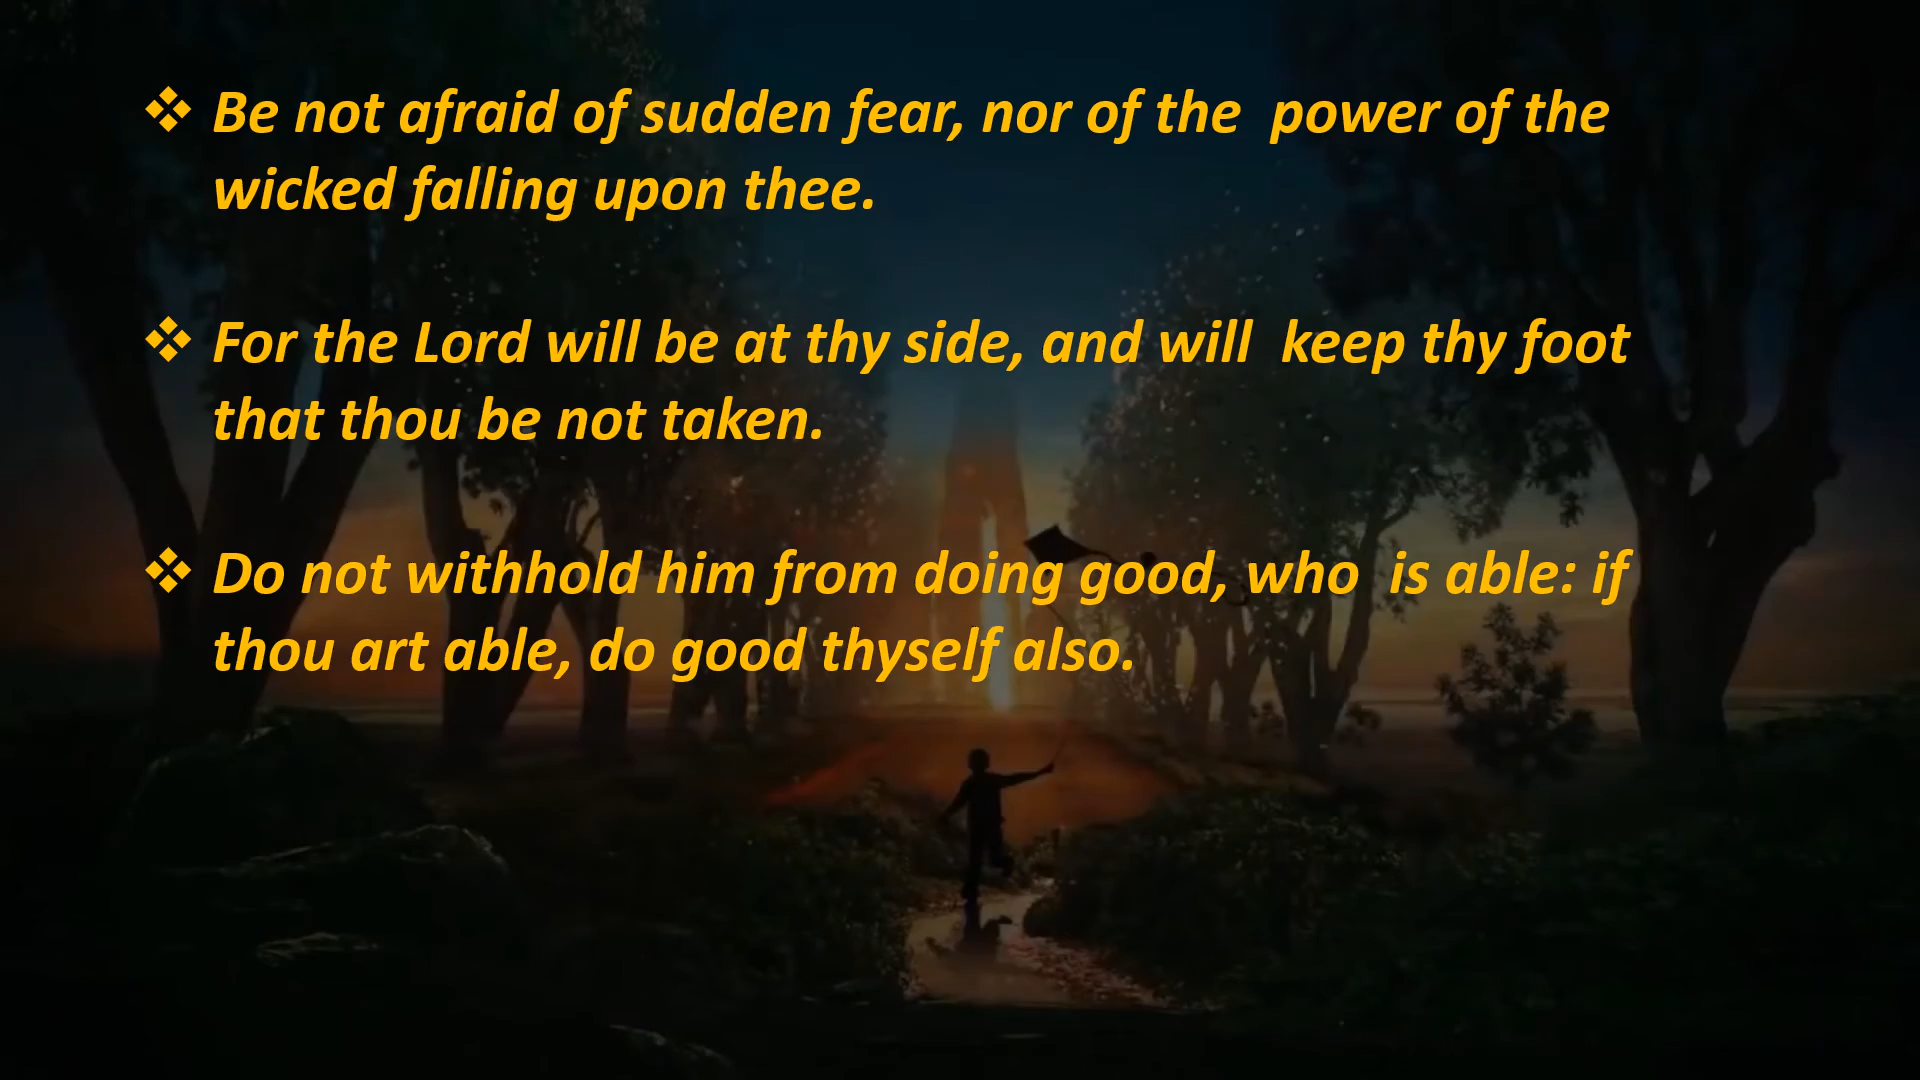 ❖ Be not afraid of sudden fear, nor of the  power of the
wicked falling upon thee.
❖ For the Lord will be at thy side, and will  keep thy foot
that thou be not taken.
❖ Do not withhold him from doing good, who  is able: if
thou art able, do good thyself also.